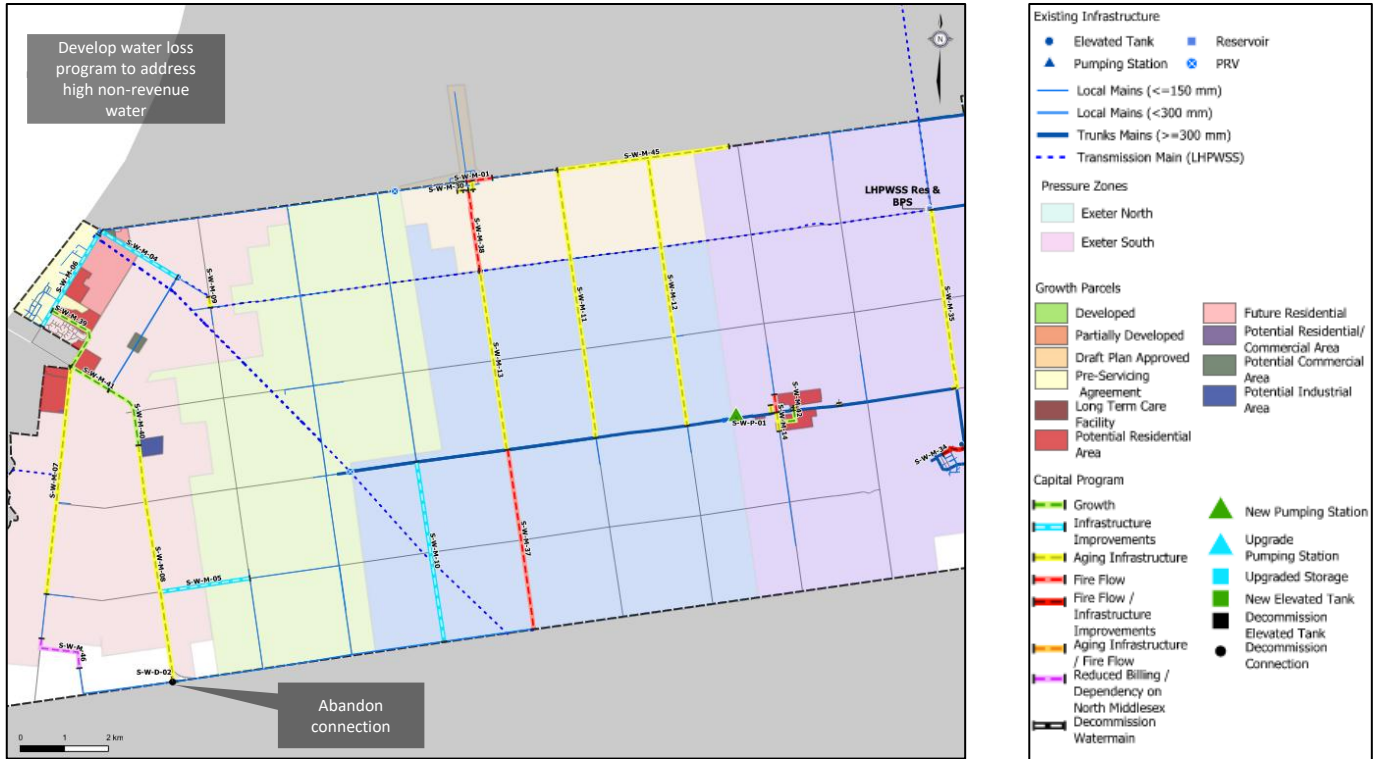 Develop water loss
program to address
high non-revenue
water
N
S-W-M-45
S-W-M-01
S-W-M-30
LHPWSS Res &
BPS
S-W-M-04
S-W-M-06
S-W-M-09
S-W-M-38
S-W-M-11
S-W-M-12
S-W-M-35
S-W-M-39
S-W-M-13
S-W-M-41
S-W-M-40
S-W-P-01
S-W-M-14
S-W-M-34
S-W-M-07
S-W-M-10
S-W-M-37
S-W-M-08
S-W-M-05
S-W-M-46
S-W-D-02
Abandon
connection
0 1 2 km
Existing Infrastructure
Elevated Tank
Reservoir
Pumping Station
PRV
Local Mains (<=150 mm)
Local Mains (<300 mm)
Trunks Mains (>=300 mm)
Transmission Main (LHPWSS)
Pressure Zones
Exeter North
Exeter South
Growth Parcels
Developed
Partially Developed
Draft Plan Approved
Pre-Servicing
Agreement
Long Term Care
Facility
Potential Residential
Area
Future Residential
Potential Residential/
Commercial Area
Potential Commercial
Area
Potential Industrial
Area
Capital Program
Growth
Infrastructure
Improvements
Aging Infrastructure
Fire Flow
Fire Flow /
Infrastructure
Improvements
Aging Infrastructure
/ Fire Flow
Reduced Billing /
Dependency on
North Middlesex
Decommission
Watermain
New Pumping Station
Upgrade
Pumping Station
Upgraded Storage
New Elevated Tank
Decommission
Elevated Tank
Decommission
Connection